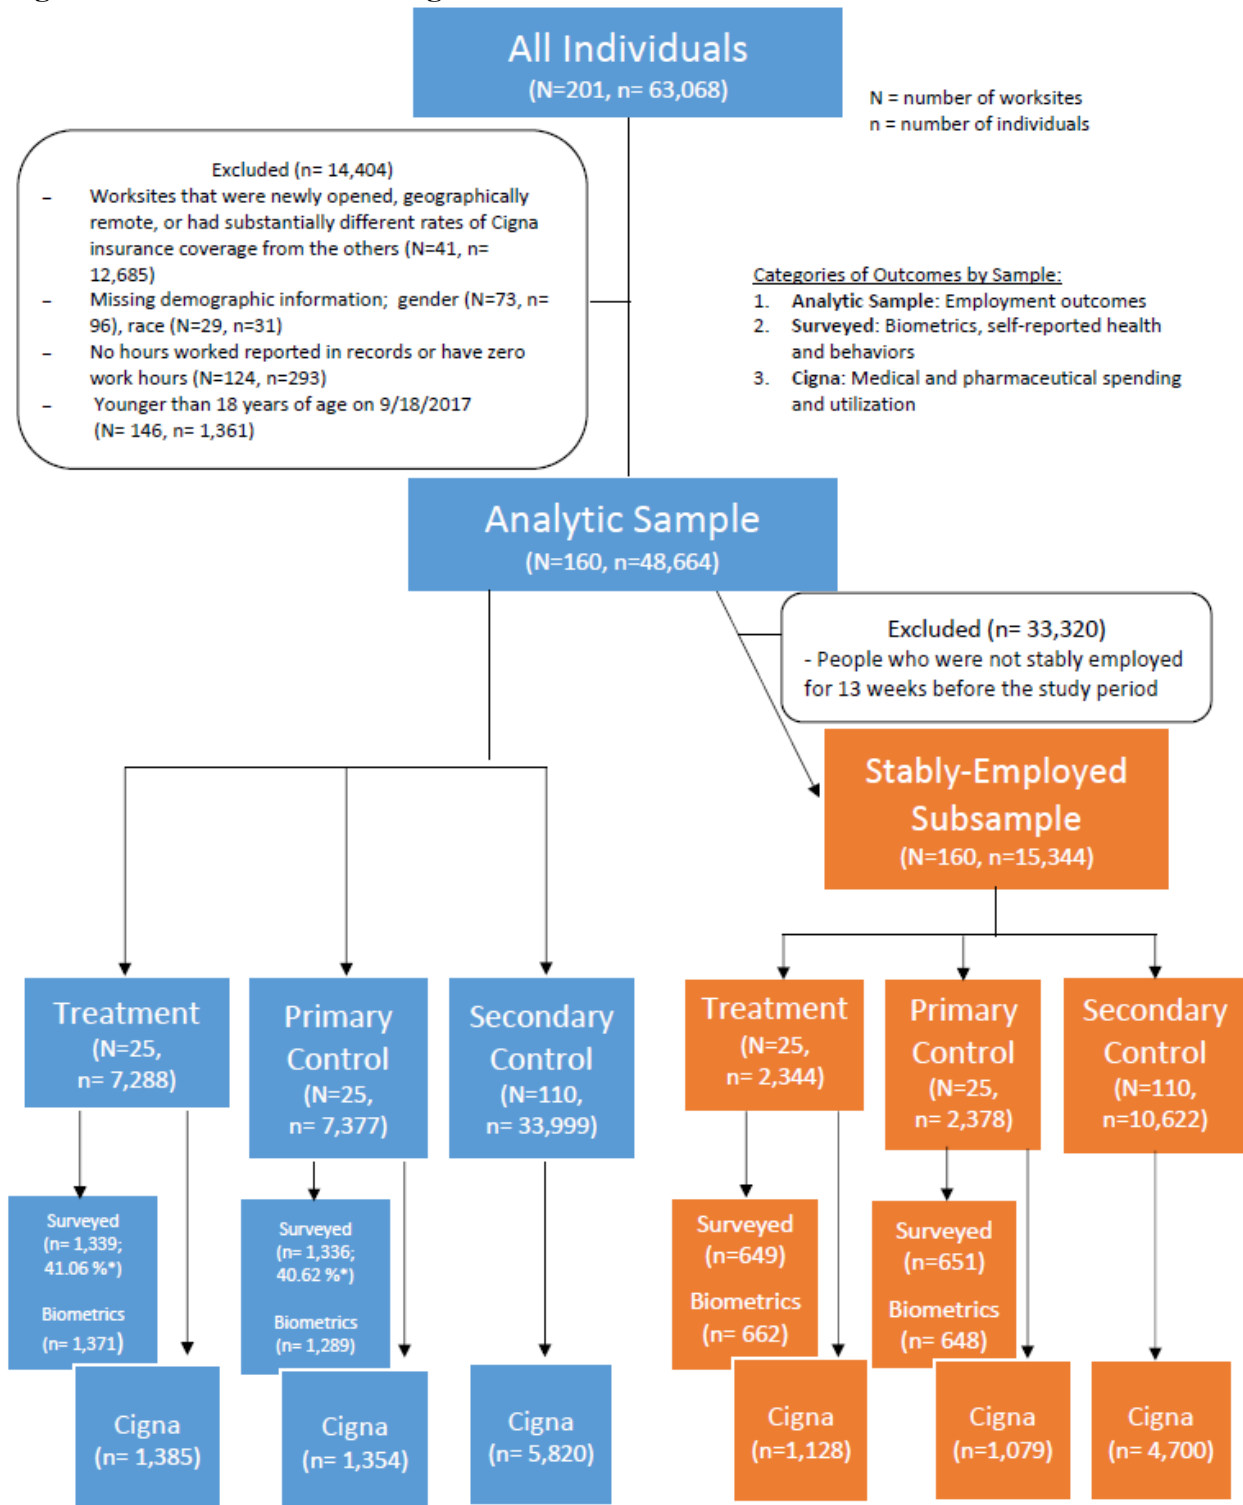 All Individuals
(N=201, n= 63,068)
N = number of worksites
n = number of individuals
Excluded (n= 14,404)
– Worksites that were newly opened, geographically
remote, or had substantially different rates of Cigna
insurance coverage from the others (N=41, n=
12,685)
– Missing demographic information; gender (N=73, n=
96), race (N=29, n=31)
– No hours worked reported in records or have zero
work hours (N=124, n=293)
– Younger than 18 years of age on 9/18/2017
(N= 146, n= 1,361)
Categories of Outcomes by Sample:
1. Analytic Sample: Employment outcomes
2. Surveyed: Biometrics, self-reported health
and behaviors
3. Cigna: Medical and pharmaceutical spending
and utilization
Analytic Sample
(N=160, n=48,664)
Excluded (n= 33,320)
- People who were not stably employed
for 13 weeks before the study period
Stably-Employed
Subsample
(N=160, n=15,344)
Treatment
(N=25,
n= 7,288)
Primary
Control
(N=25,
n= 7,377)
Secondary
Control
(N=110,
n= 33,999)
Treatment
(N=25,
n= 2,344)
Primary
Control
(N=25,
n= 2,378)
Secondary
Control
(N=110,
n=10,622)
Surveyed
(n= 1,339;
41.06 %*)
Biometrics
(n= 1,371)
Surveyed
(n= 1,336;
40.62 %*)
Biometrics
(n= 1,289)
Surveyed
(n=649)
Biometrics
(n= 662)
Surveyed
(n=651)
Biometrics
(n= 648)
Cigna
(n= 1,385)
Cigna
(n= 1,354)
Cigna
(n= 5,820)
Cigna
(n=1,128)
Cigna
(n=1,079)
Cigna
(n= 4,700)